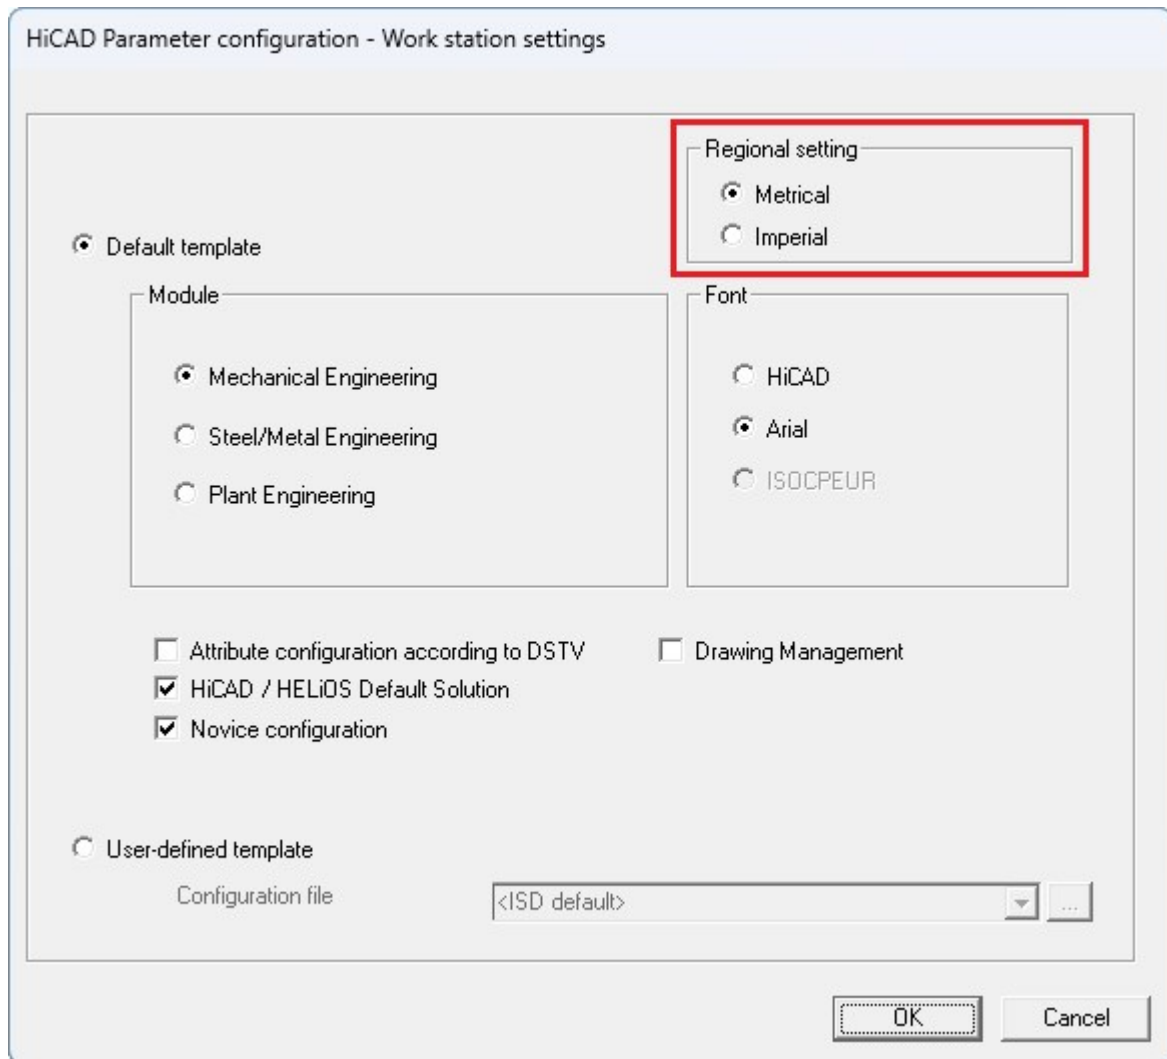 HiCAD Parameter configuration - Work station settings
Regional setting
Metrical
Imperial
Default template
Module
Mechanical Engineering
Steel/Metal Engineering
Plant Engineering
Font
HiCAD
Arial
ISOCPEUR
Attribute configuration according to DSTV
Drawing Management
HiCAD / HELiOS Default Solution
Novice configuration
User-defined template
Configuration file
<ISD default>
...
OK
Cancel